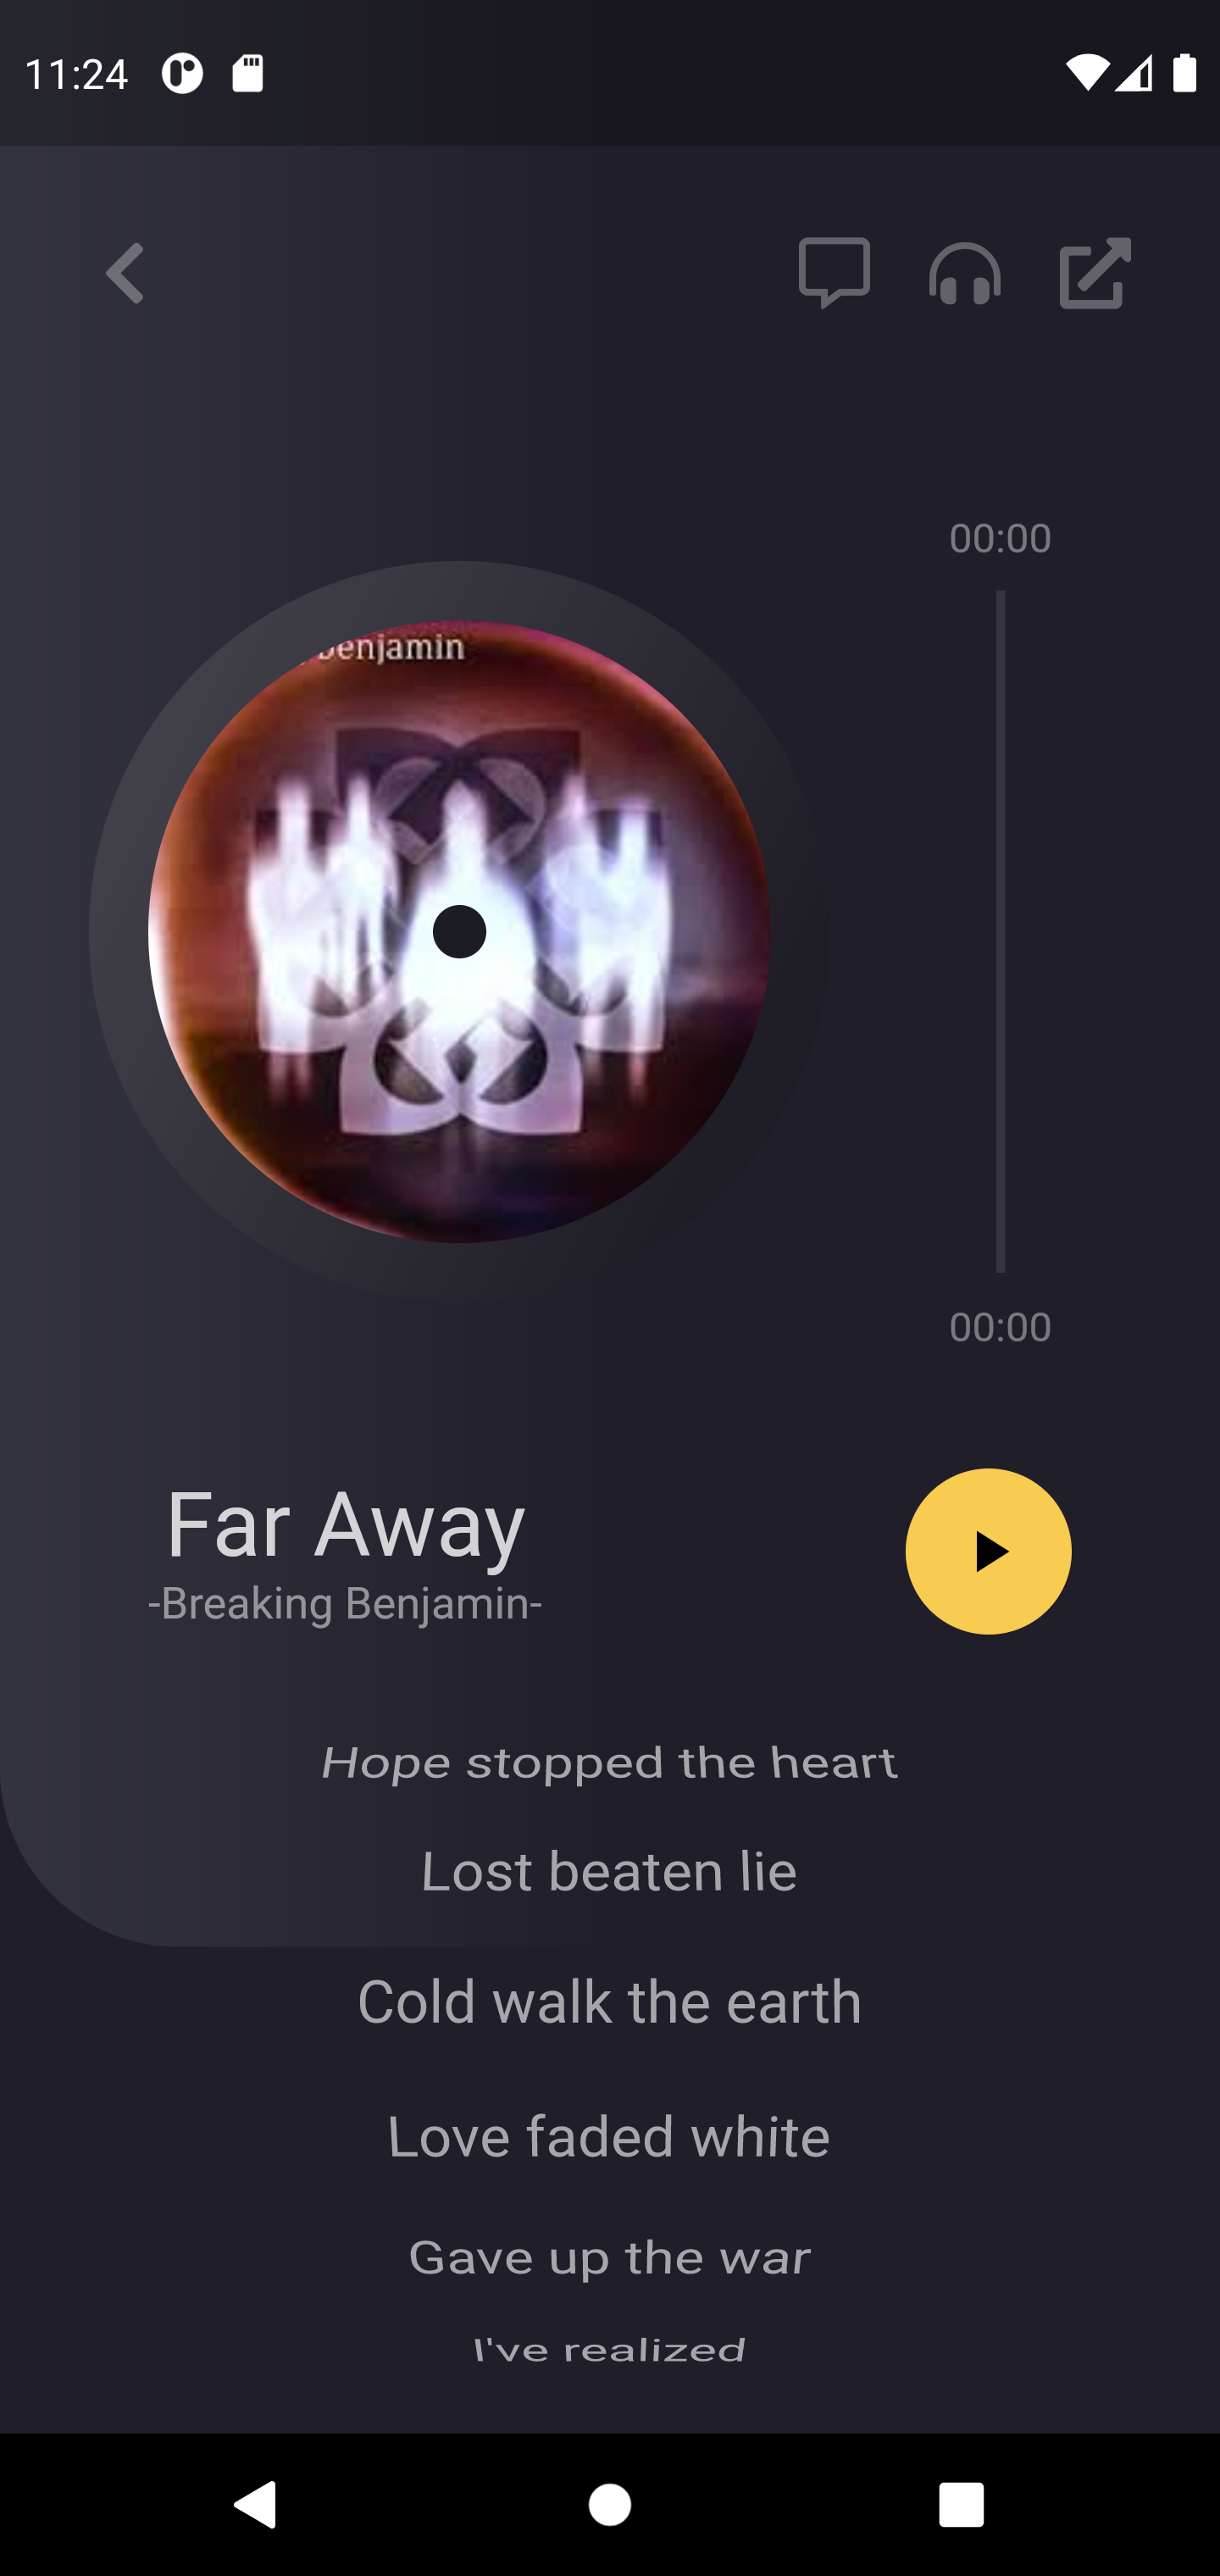 11:24
00:00
benjamin
00:00
Far Away
-Breaking Benjamin-
Hope stopped the heart
Lost beaten lie
Cold walk the earth
Love faded white
Gave up the war
I've realized